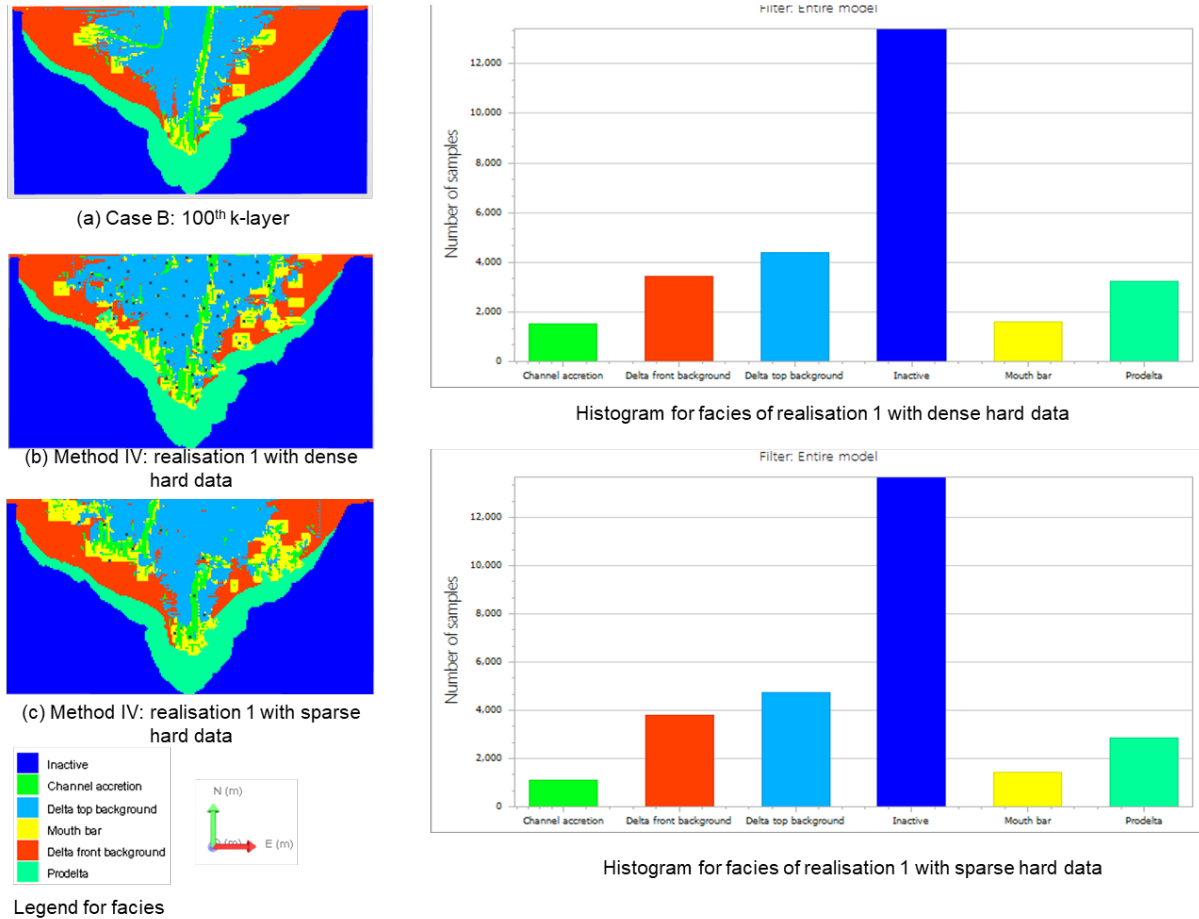 (a) Case B: 100th k-layer
(b) Method IV: realisation 1 with dense
hard data
(c) Method IV: realisation 1 with sparse
hard data
Inactive
Channel accretion
Delta top background
Mouth bar
Delta front background
Prodelta
N (m)
E (m)
Legend for facies
Filter: Entire model
Number of samples
12,000
10,000
8,000
6,000
4,000
2,000
0
Channel accretion
Delta front background
Delta top background
Inactive
Mouth bar
Prodelta
Histogram for facies of realisation 1 with dense hard data
Filter: Entire model
Number of samples
12,000
10,000
8,000
6,000
4,000
2,000
0
Channel accretion
Delta front background
Delta top background
Inactive
Mouth bar
Prodelta
Histogram for facies of realisation 1 with sparse hard data